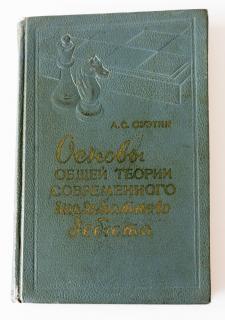 А.С. СУЭТИН
Основы
ОБЩЕЙ ТЕОРИИ
СОВРЕМЕННОГО
шахматного
дебюта